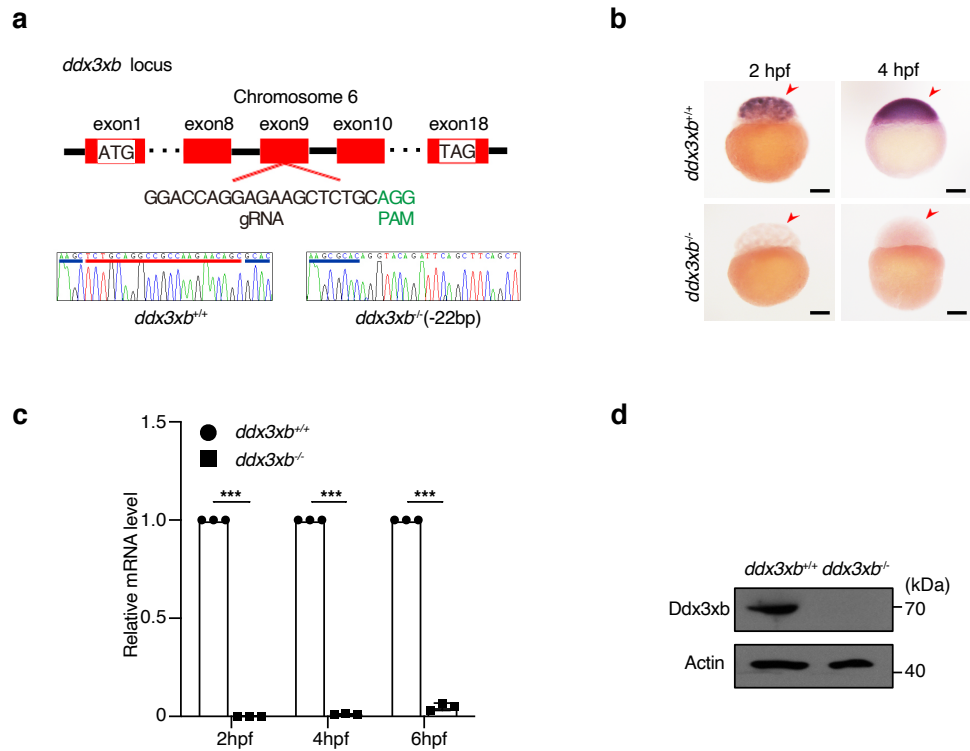 a
ddx3xb locus
Chromosome 6
exon1 exon8 exon9 exon10 exon18
ATG TAG
GGACCAGGAGAAGCTCTGCAGG
gRNA PAM
AAGCTCTGCAGGCCGCCAAGAACAGCGCAC
AAGCGCACAGGTACAGATTCAGCTTCAGCT
ddx3xb+/+
ddx3xb-/-(-22bp)
b
2 hpf 4 hpf
ddx3xb+/+
ddx3xb-/-
c
Relative mRNA level
1.5
1.0
0.5
0
ddx3xb+/+
ddx3xb-/-
*** *** ***
2hpf 4hpf 6hpf
d
ddx3xb+/+ ddx3xb-/-
(kDa)
Ddx3xb 70
Actin 40